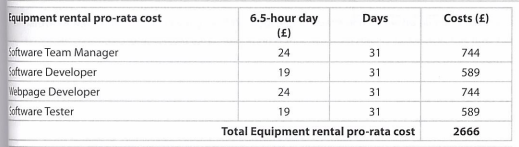 Equipment rental pro-rata cost 6.5-hour day (£) Days Costs (£)
Software Team Manager 24 31 744
Software Developer 19 31 589
Webpage Developer 24 31 744
Software Tester 19 31 589
Total Equipment rental pro-rata cost 2666